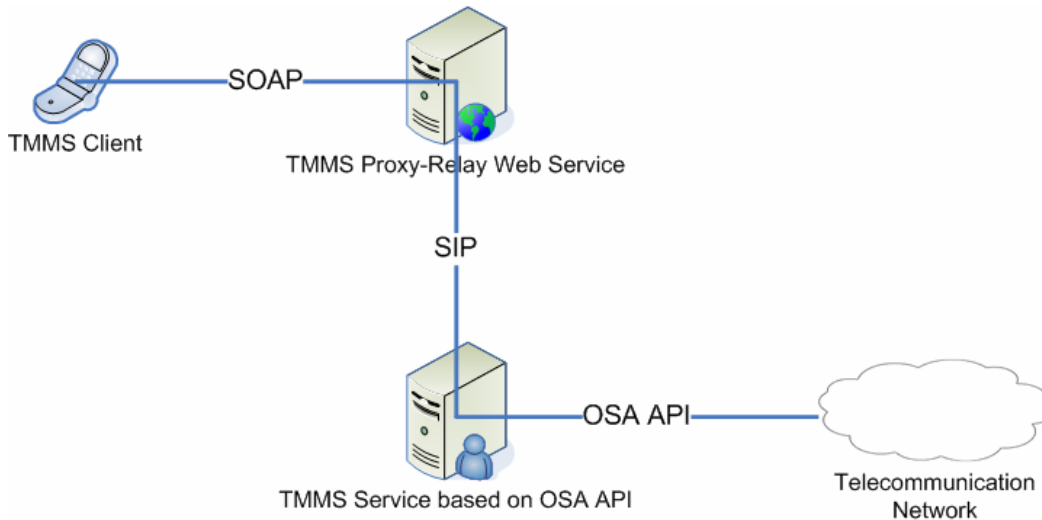 SOAP
TMMS Client
TMMS Proxy-Relay Web Service
SIP
OSA API
TMMS Service based on OSA API
Telecommunication
Network